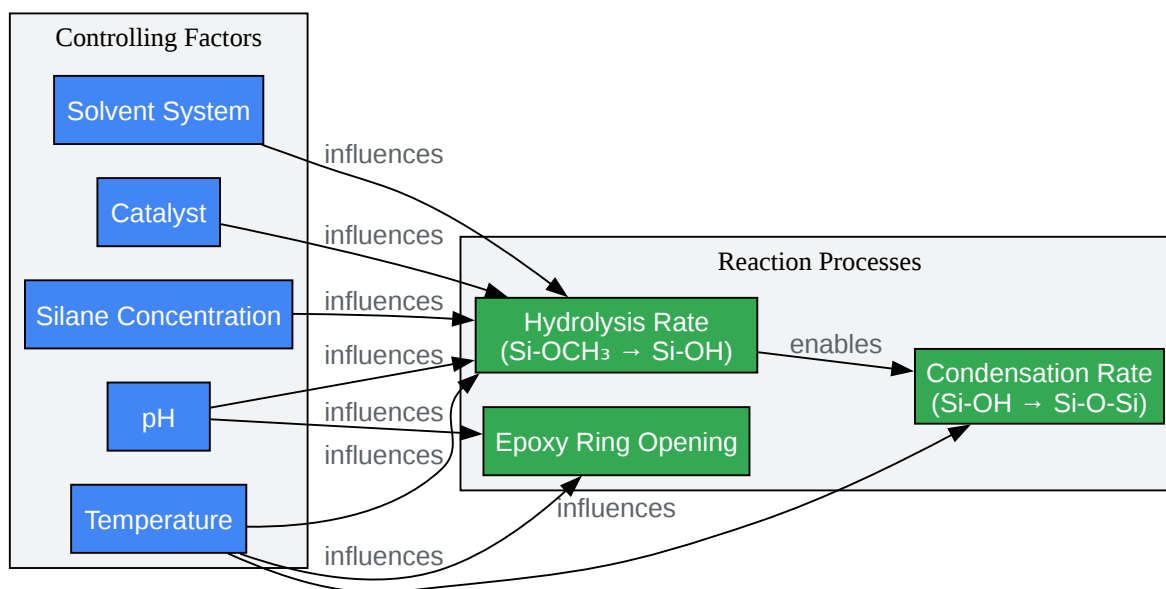 Controlling Factors
Solvent System
influences
Catalyst
influences
Reaction Processes
Silane Concentration
influences
Hydrolysis Rate
(Si-OCH₃ → Si-OH)
enables
Condensation Rate
(Si-OH → Si-O-Si)
pH
influences
influences
Epoxy Ring Opening
influences
Temperature
influences
influences